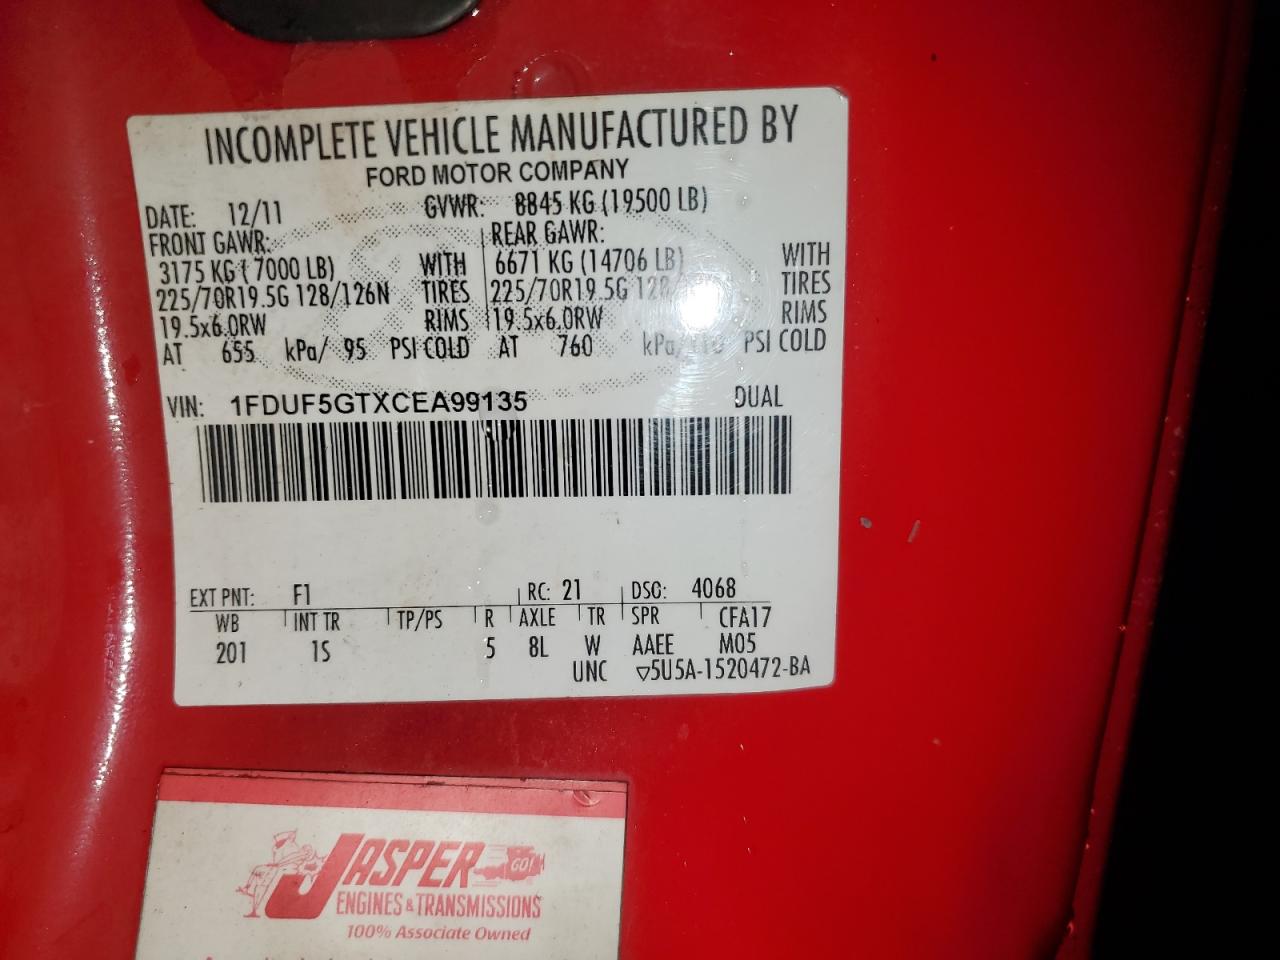 INCOMPLETE VEHICLE MANUFACTURED BY
FORD MOTOR COMPANY
DATE: 12/11 GVWR: 8845 KG (19500 LB)
FRONT GAWR: REAR GAWR:
3175 KG (7000 LB) WITH 6671 KG (14706 LB) WITH
225/70R19.5G 128/126N TIRES 225/70R19.5G TIRES
19.5x6.0RW RIMS 19.5x6.0RW RIMS
AT 655 kPa/ 95 PSI COLD AT 760 kPa/110 PSI COLD
VIN: 1FDUF5GTXCEA99135 DUAL
EXT PNT: F1 RC: 21 DSO: 4068
WB INT TR TP/PS R AXLE TR SPR CFA17
201 1S 5 8L W AAEE M05
UNC ▽5U5A-1520472-BA
JASPER GO!
ENGINES & TRANSMISSIONS
100% Associate Owned